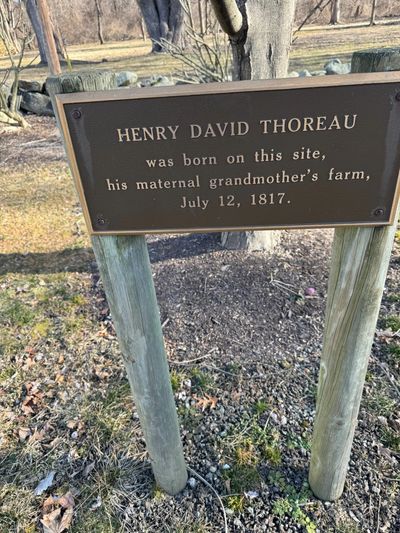 HENRY DAVID THOREAU
was born on this site,
his maternal grandmother's farm,
July 12, 1817.